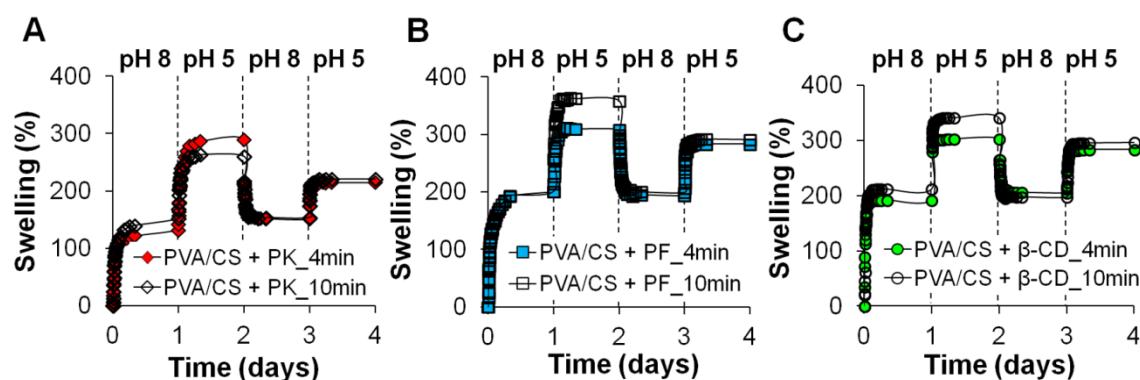 A
pH 8 pH 5 pH 8 pH 5
400
300
200
100
0
Swelling (%)
PVA/CS + PK_4min
PVA/CS + PK_10min
0 1 2 3 4
Time (days)
B
pH 8 pH 5 pH 8 pH 5
400
300
200
100
0
Swelling (%)
PVA/CS + PF_4min
PVA/CS + PF_10min
0 1 2 3 4
Time (days)
C
pH 8 pH 5 pH 8 pH 5
400
300
200
100
0
Swelling (%)
PVA/CS + β-CD_4min
PVA/CS + β-CD_10min
0 1 2 3 4
Time (days)